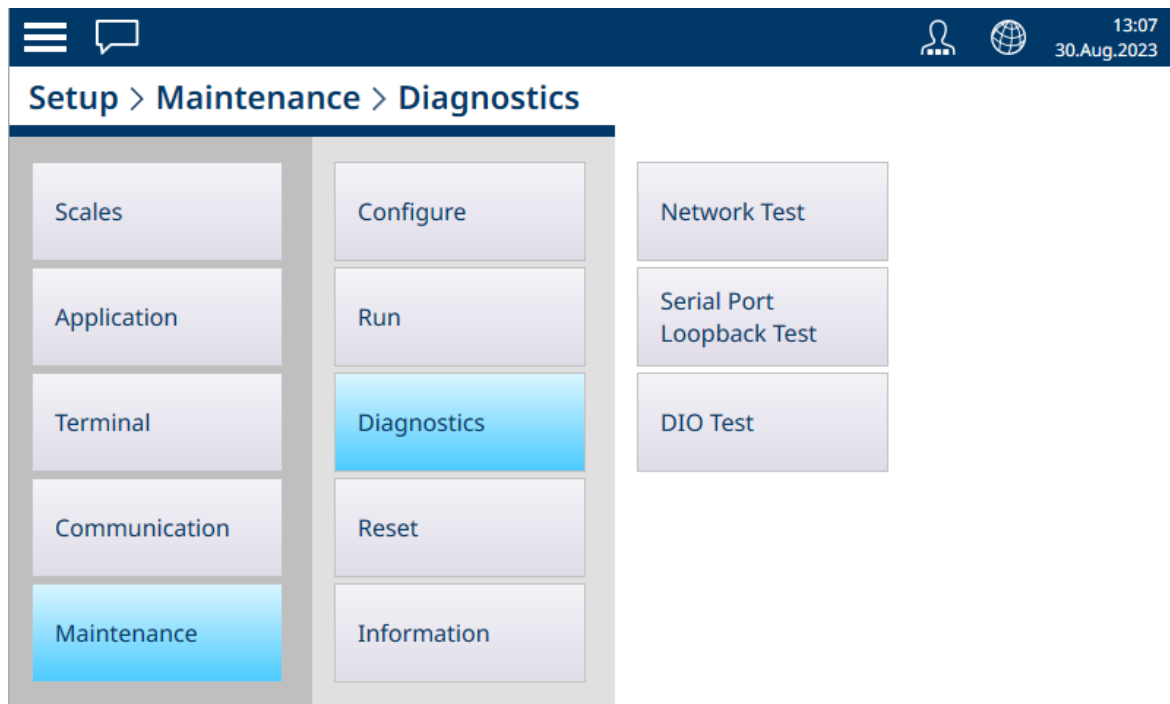 13:07
30.Aug.2023
Setup > Maintenance > Diagnostics
Scales
Application
Terminal
Communication
Maintenance
Configure
Run
Diagnostics
Reset
Information
Network Test
Serial Port
Loopback Test
DIO Test